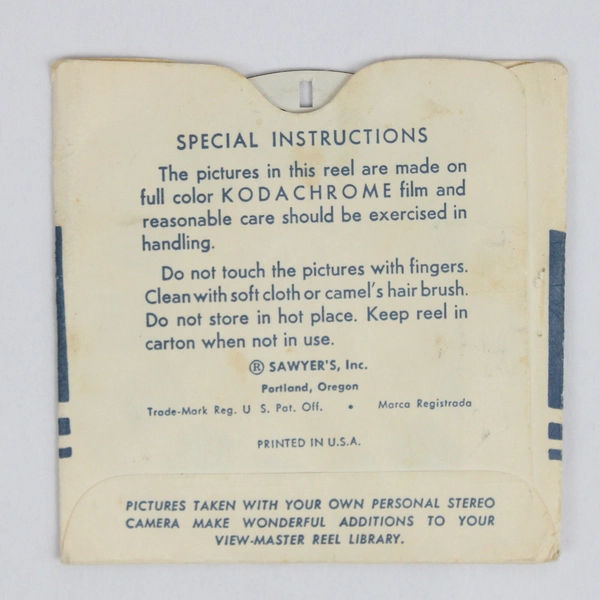 SPECIAL INSTRUCTIONS
The pictures in this reel are made on
full color KODACHROME film and
reasonable care should be exercised in
handling.
Do not touch the pictures with fingers.
Clean with soft cloth or camel's hair brush.
Do not store in hot place. Keep reel in
carton when not in use.
® SAWYER'S, Inc.
Portland, Oregon
Trade-Mark Reg. U S. Pat. Off. • Marca Registrada
PRINTED IN U.S.A.
PICTURES TAKEN WITH YOUR OWN PERSONAL STEREO
CAMERA MAKE WONDERFUL ADDITIONS TO YOUR
VIEW-MASTER REEL LIBRARY.